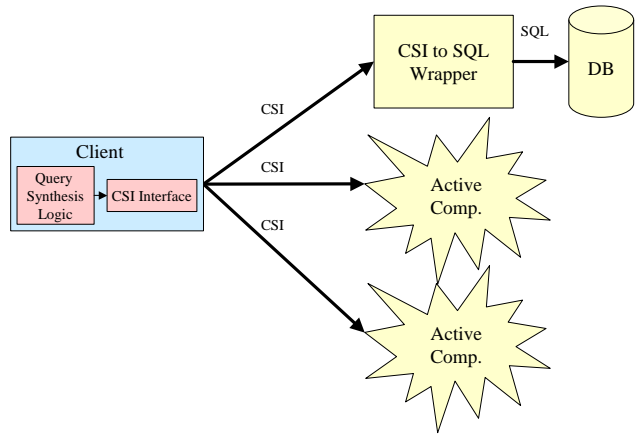 CSI to SQL
Wrapper
SQL
DB
CSI
Client
Query
Synthesis
Logic
CSI Interface
CSI
Active
Comp.
CSI
Active
Comp.